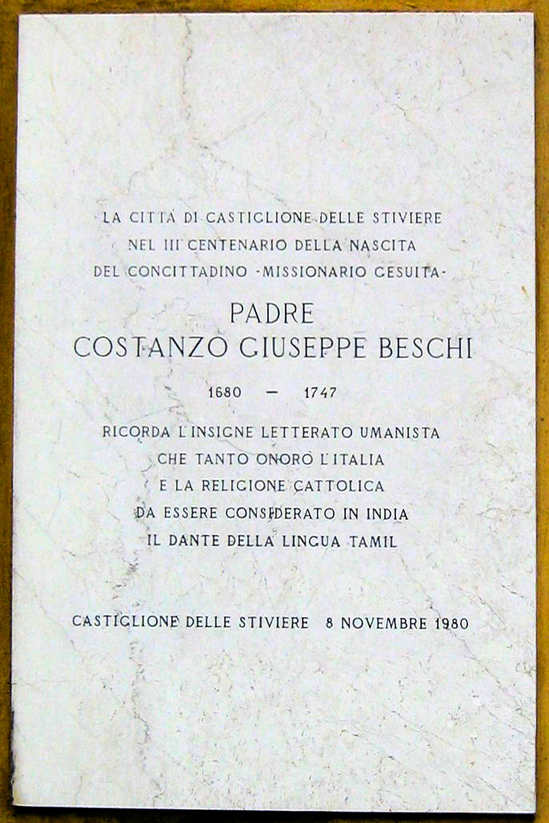 LA CITTÀ DI CASTIGLIONE DELLE STIVIERE
NEL III CENTENARIO DELLA NASCITA
DEL CONCITTADINO -MISSIONARIO GESUITA-
PADRE
COSTANZO GIUSEPPE BESCHI
1680 — 1747
RICORDA L'INSIGNE LETTERATO UMANISTA
CHE TANTO ONORÒ L'ITALIA
E LA RELIGIONE CATTOLICA
DA ESSERE CONSIDERATO IN INDIA
IL DANTE DELLA LINGUA TAMIL
CASTIGLIONE DELLE STIVIERE 8 NOVEMBRE 1980